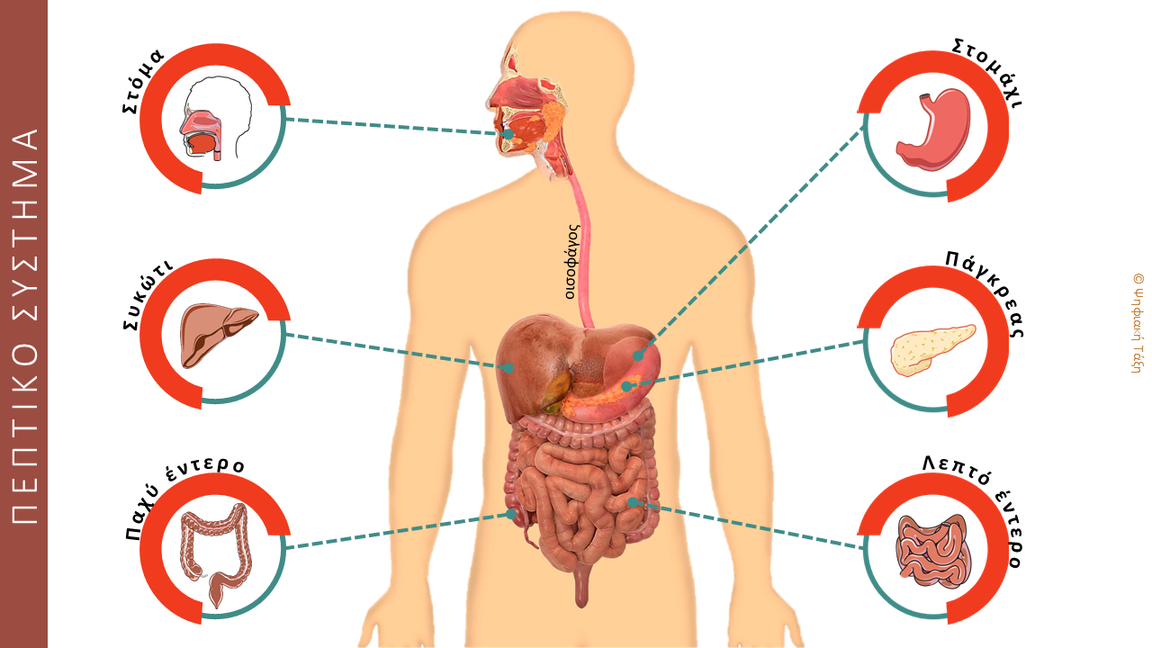 ΠΕΠΤΙΚΟ ΣΥΣΤΗΜΑ
Στόμα
Στομάχι
οισοφάγος
Συκώτι
Πάγκρεας
Παχύ έντερο
Λεπτό έντερο
© Ψηφιακή Τάξη